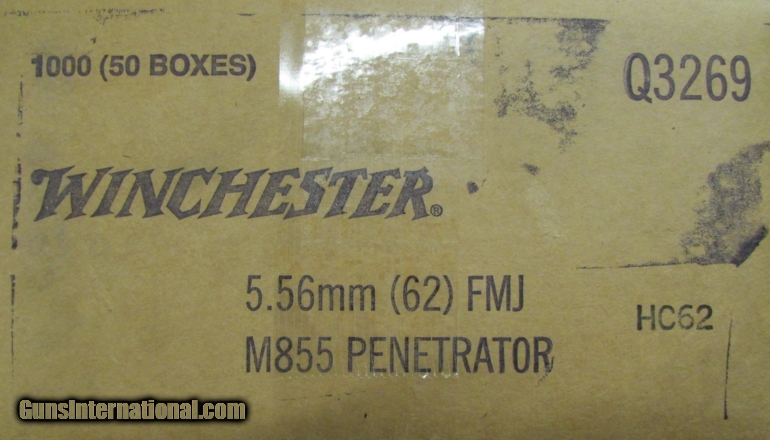 1000 (50 BOXES)
Q3269
WINCHESTER®
5.56mm (62) FMJ
HC62
M855 PENETRATOR
GunsInternational.com